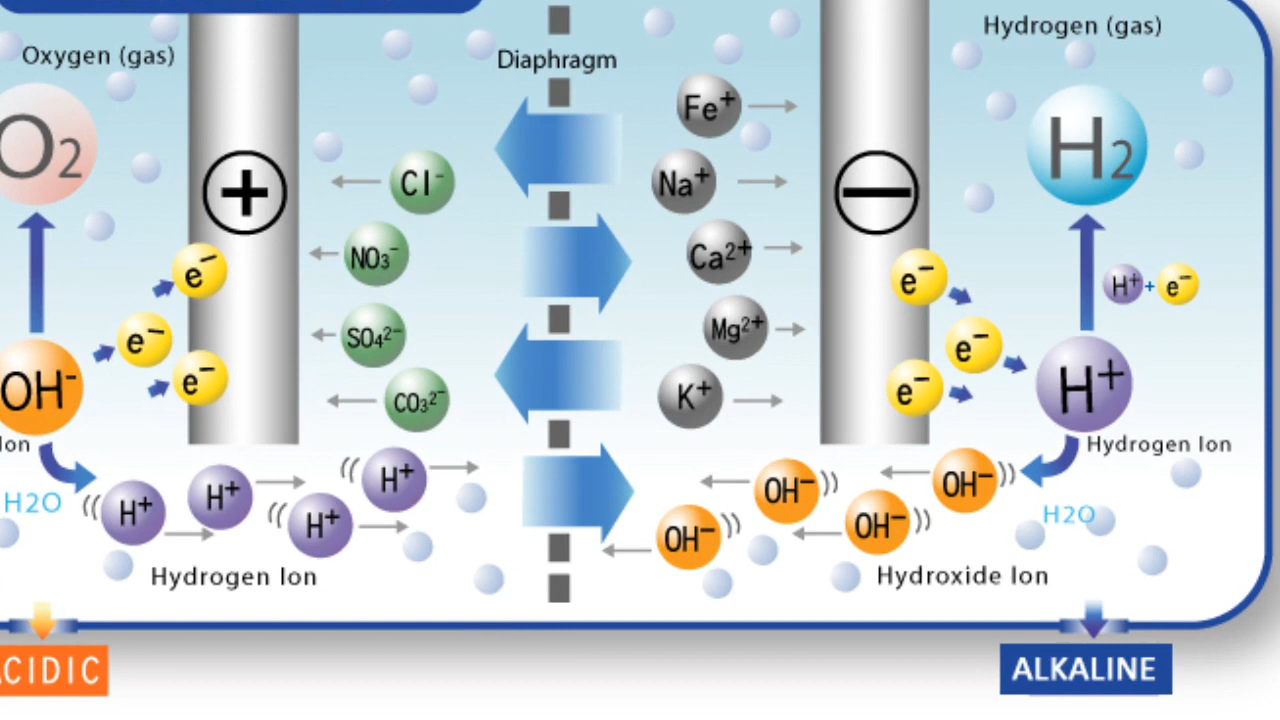 Oxygen (gas)
Diaphragm
Hydrogen (gas)
O2
Fe+
H2
+
Cl-
Na+
−
NO3−
Ca2+
e−
e−
H++ e−
SO42−
Mg2+
e−
e−
OH-
e−
CO32−
K+
e−
H+
Ion
Hydrogen Ion
H2O
H+
H+
H+
H+
OH−
OH−
OH−
OH−
H2O
Hydrogen Ion
Hydroxide Ion
CIDIC
ALKALINE